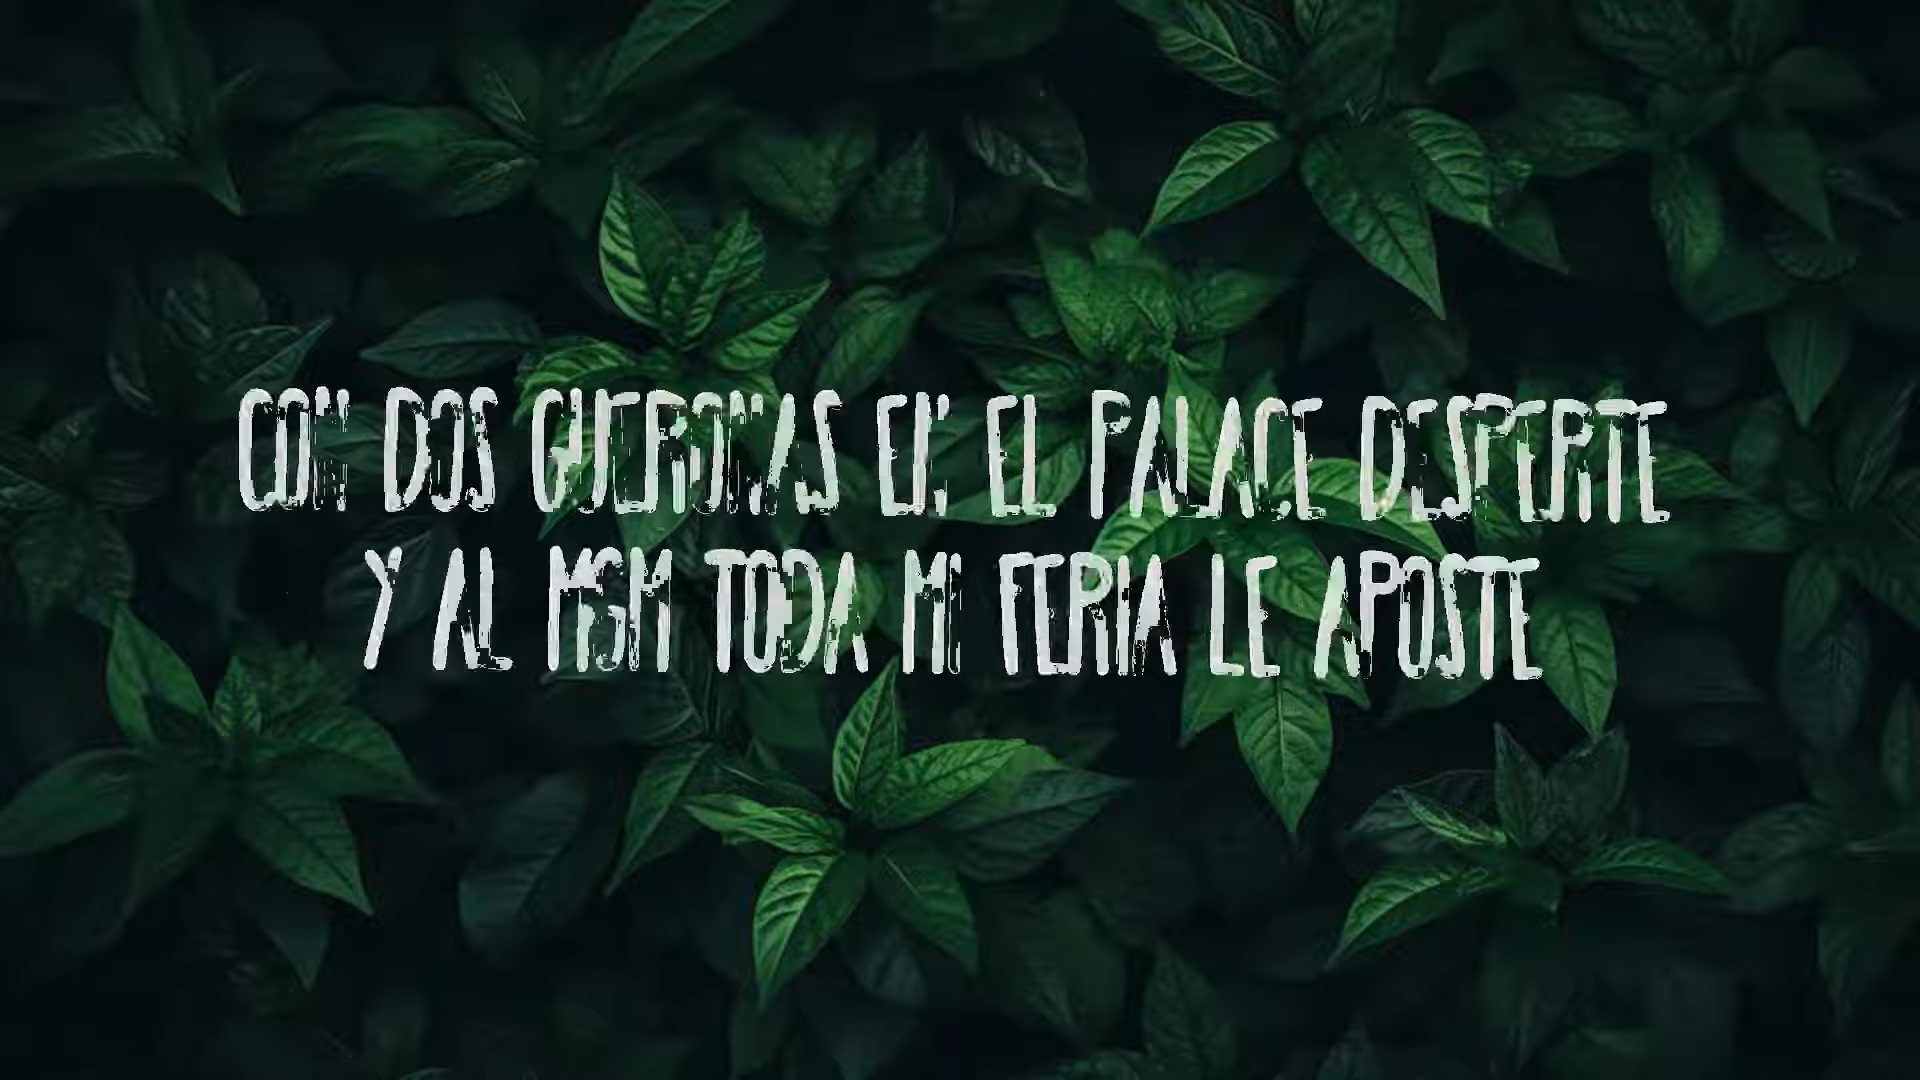 CON DOS GUERONAS EN EL PALACE DESPERTE
Y AL MGM TODA MI FERIA LE APOSTE